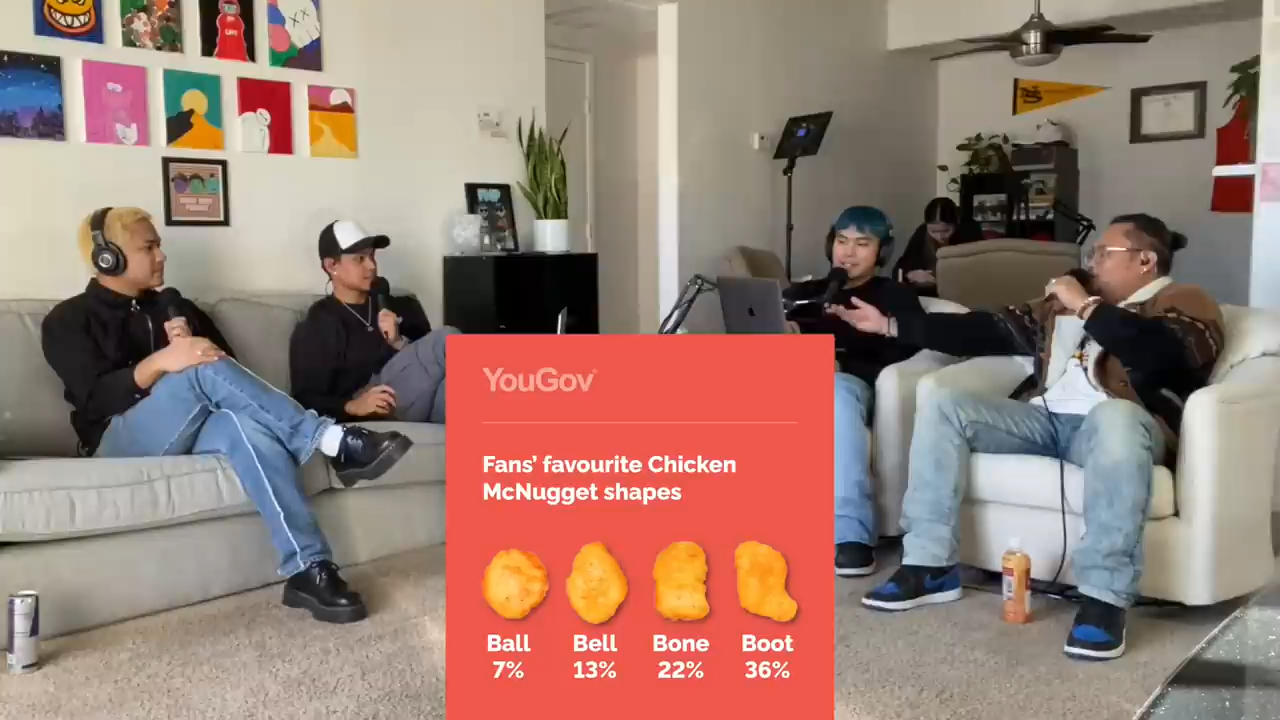 YouGov
Fans’ favourite Chicken
McNugget shapes
Ball Bell Bone Boot
7% 13% 22% 36%